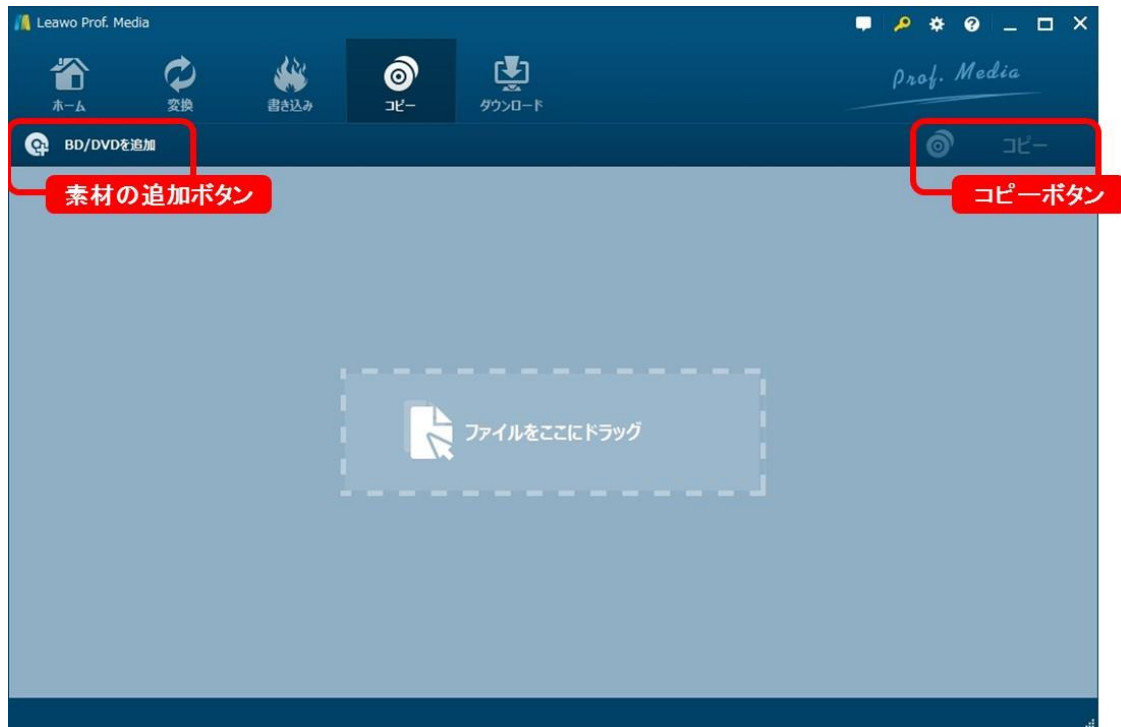 Leawo Prof. Media
ホーム
変換
書き込み
コピー
ダウンロード
Prof. Media
BD/DVDを追加
コピー
素材の追加ボタン
コピーボタン
ファイルをここにドラッグ